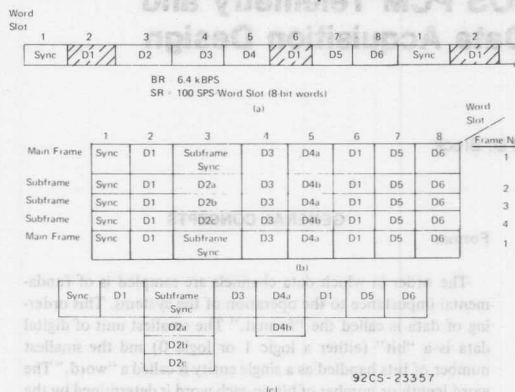 Word
Slot
1 2 3 4 5 6 7 8 1 2
Sync D1 D2 D3 D4 D1 D5 D6 Sync D1
BR 6.4 kBPS
SR 100 SPS/Word Slot (8-bit words)
(a)
Word
Slot
Frame N
1 2 3 4 5 6 7 8
Main Frame Sync D1 Subframe Sync D3 D4a D1 D5 D6 1
Subframe Sync D1 D2a D3 D4b D1 D5 D6 2
Subframe Sync D1 D2b D3 D4a D1 D5 D6 3
Subframe Sync D1 D2c D3 D4b D1 D5 D6 4
Main Frame Sync D1 Subframe Sync D3 D4a D1 D5 D6 1
(b)
Sync D1 Subframe Sync D3 D4a D1 D5 D6
D2a D4b
D2b
D2c
92CS-23357
(c)